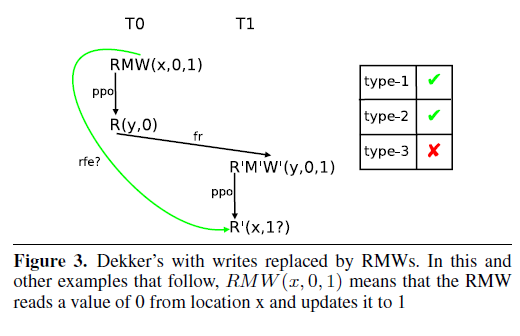 T0 T1
RMW(x,0,1)
type-1 ✔
ppo
type-2 ✔
R(y,0)
fr
type-3 ✘
rfe?
R'M'W'(y,0,1)
ppo
R'(x,1?)
Figure 3. Dekker's with writes replaced by RMWs. In this and
other examples that follow, RMW(x,0,1) means that the RMW
reads a value of 0 from location x and updates it to 1